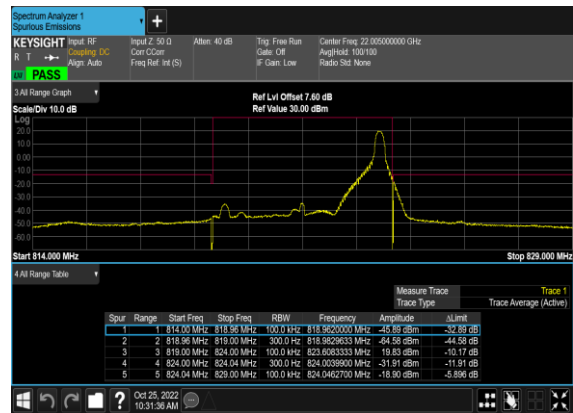 Spectrum Analyzer 1
Spurious Emissions
KEYSIGHT Input: RF Input Z: 50 Ω Atten: 40 dB Trig: Free Run Center Freq: 22.005000000 GHz
R T Coupling: DC Corr CCorr Gate: Off Avg|Hold: 100/100
Align: Auto Freq Ref: Int (S) IF Gain: Low Radio Std: None
PASS
3 All Range Graph
Ref Lvl Offset 7.60 dB
Scale/Div 10.0 dB Ref Value 30.00 dBm
Log
20.0
10.0
0.00
-10.0
-20.0
-30.0
-40.0
-50.0
-60.0
Start 814.000 MHz Stop 829.000 MHz
4 All Range Table
Measure Trace Trace 1
Trace Type Trace Average (Active)
Spur Range Start Freq Stop Freq RBW Frequency Amplitude ΔLimit
1 1 814.00 MHz 818.96 MHz 100.0 kHz 818.9620000 MHz -45.89 dBm -32.89 dB
2 2 818.96 MHz 819.00 MHz 300.0 Hz 818.9829633 MHz -64.58 dBm -44.58 dB
3 3 819.00 MHz 824.00 MHz 100.0 kHz 823.6083333 MHz 19.83 dBm -10.17 dB
4 4 824.00 MHz 824.04 MHz 300.0 Hz 824.0039900 MHz -31.91 dBm -11.91 dB
5 5 824.04 MHz 829.00 MHz 100.0 kHz 824.0462700 MHz -18.90 dBm -5.896 dB
? Oct 25, 2022
10:31:36 AM